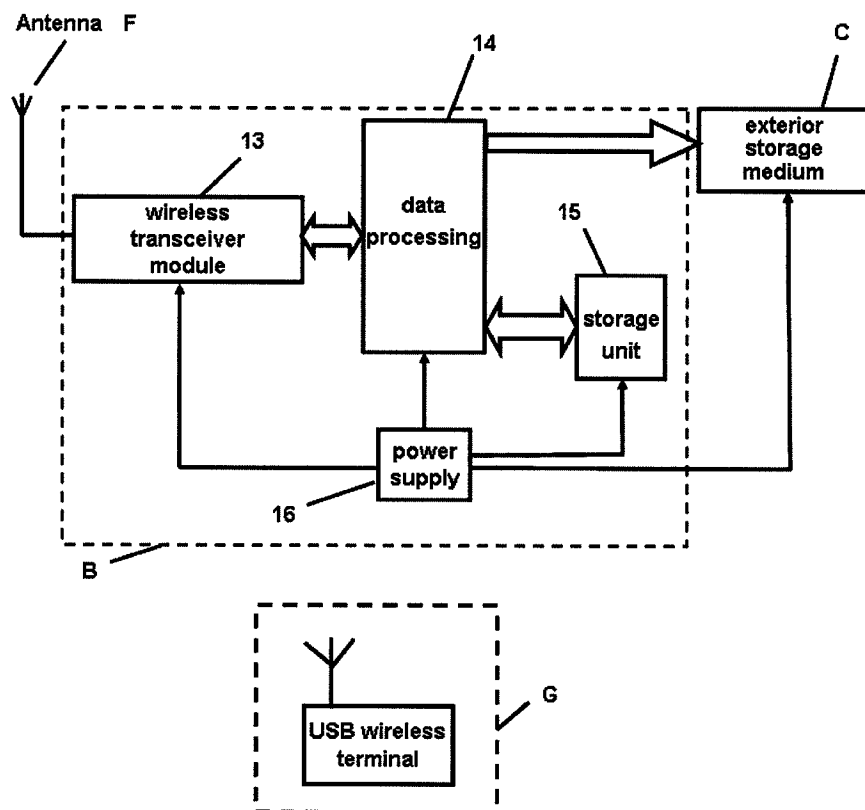 Antenna F
14
C
13
exterior
storage
medium
wireless
transceiver
module
data
processing
15
storage
unit
power
supply
16
B
G
USB wireless
terminal